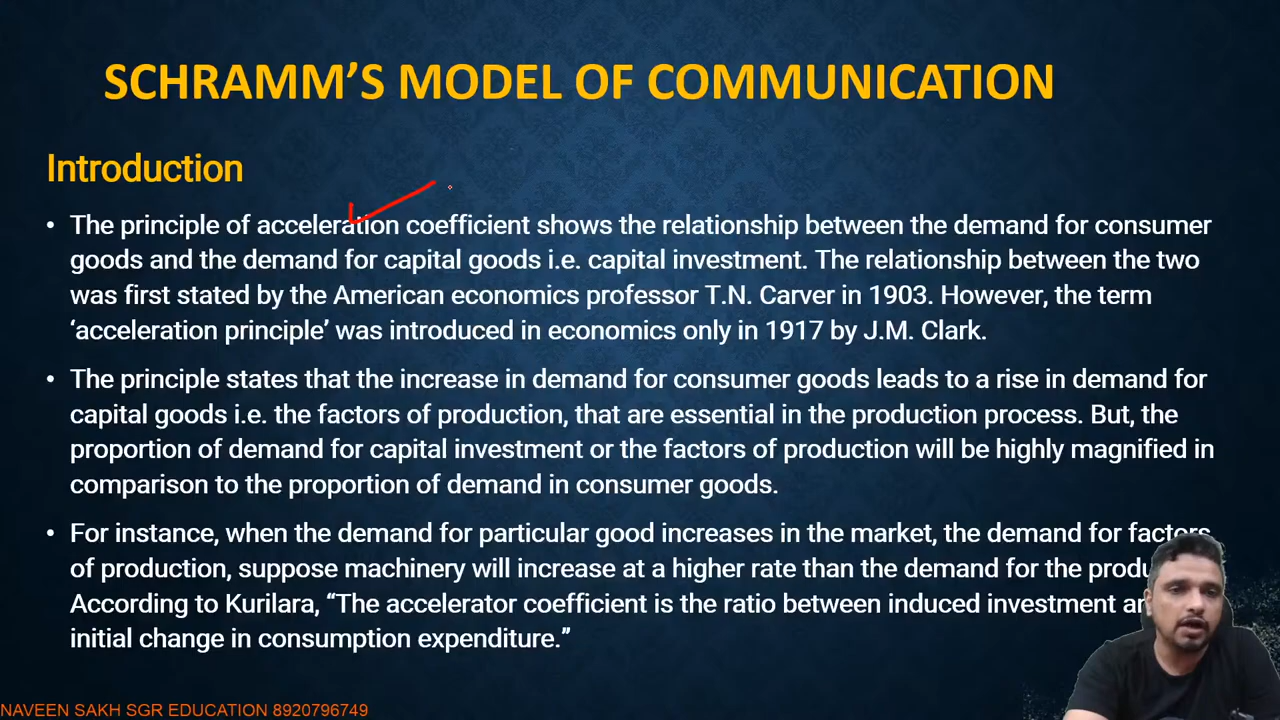 SCHRAMM’S MODEL OF COMMUNICATION
Introduction
• The principle of acceleration coefficient shows the relationship between the demand for consumer
goods and the demand for capital goods i.e. capital investment. The relationship between the two
was first stated by the American economics professor T.N. Carver in 1903. However, the term
‘acceleration principle’ was introduced in economics only in 1917 by J.M. Clark.
• The principle states that the increase in demand for consumer goods leads to a rise in demand for
capital goods i.e. the factors of production, that are essential in the production process. But, the
proportion of demand for capital investment or the factors of production will be highly magnified in
comparison to the proportion of demand in consumer goods.
• For instance, when the demand for particular good increases in the market, the demand for factors
of production, suppose machinery will increase at a higher rate than the demand for the
According to Kurilara, “The accelerator coefficient is the ratio between induced investment
initial change in consumption expenditure.”
NAVEEN SAKH SGR EDUCATION 8920796749